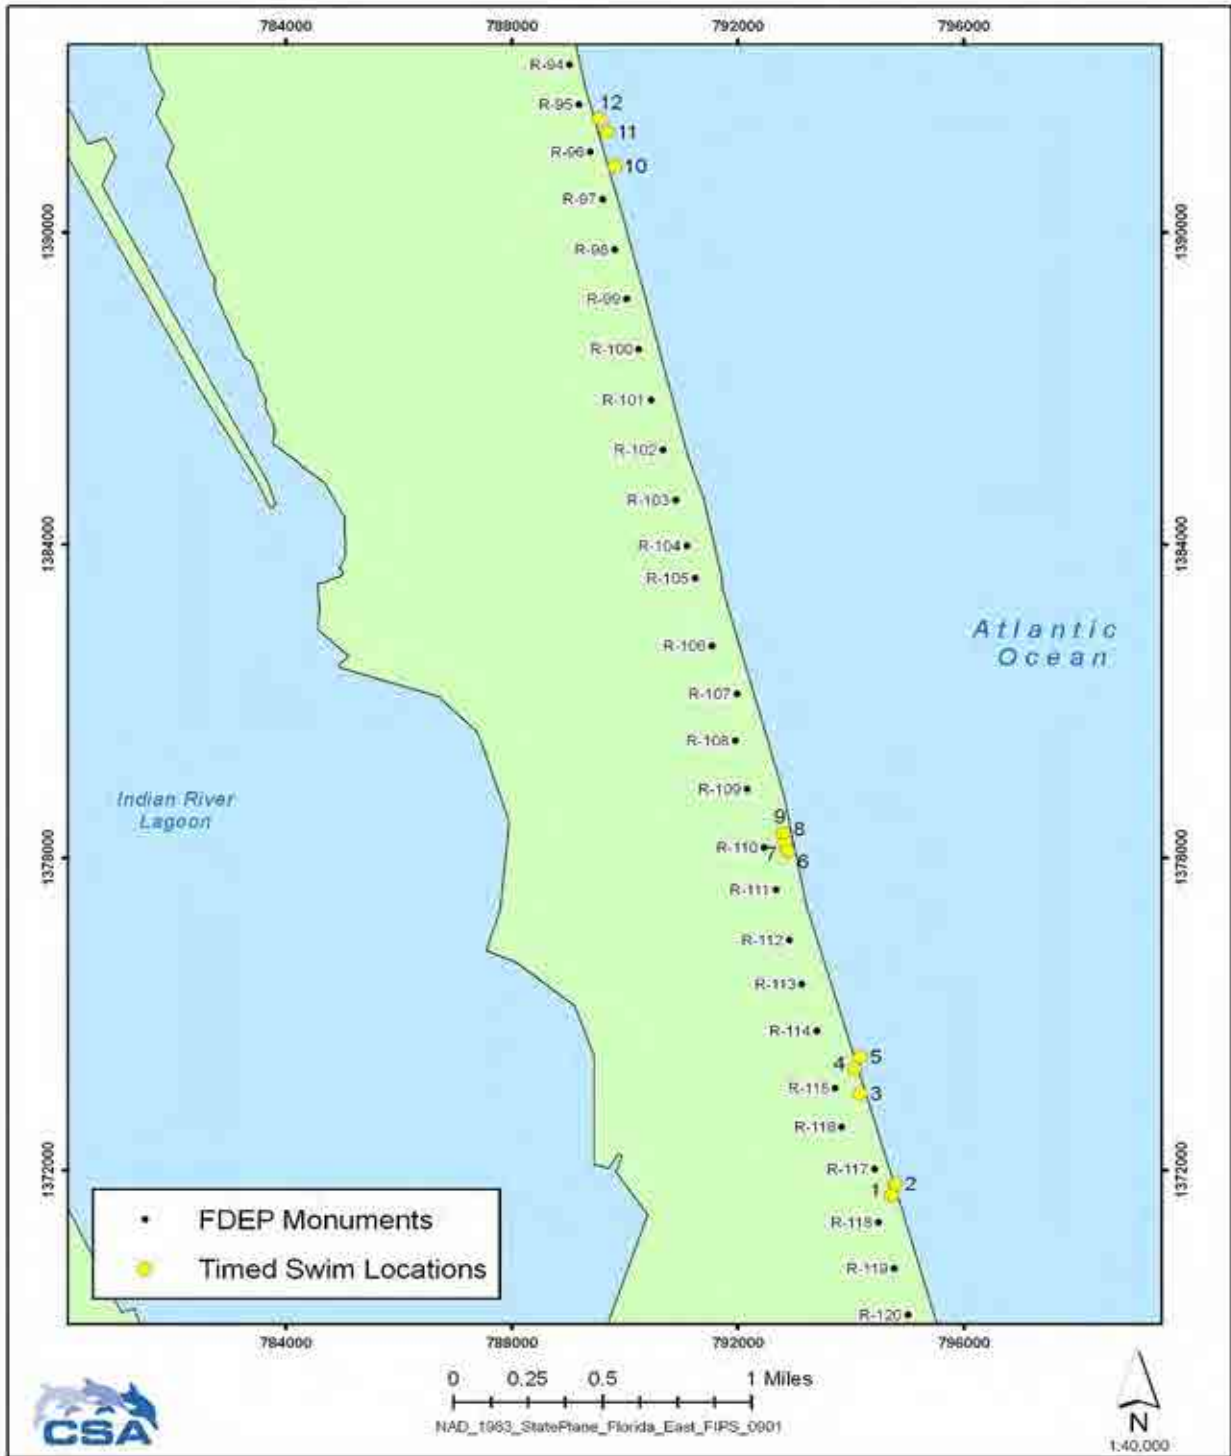 784000 788000 792000 796000
R-94
R-95
12
11
R-96
10
R-97
1390000
1390000
R-98
R-99
R-100
R-101
R-102
R-103
R-104
1384000
1384000
R-105
Atlantic
Ocean
R-106
R-107
R-108
R-109
Indian River
Lagoon
9
8
R-110
7
6
1378000
1378000
R-111
R-112
R-113
R-114
5
4
R-115
3
R-116
R-117
1372000
1372000
2
1
R-118
R-119
R-120
FDEP Monuments
Timed Swim Locations
784000 788000 792000 796000
0 0.25 0.5 1 Miles
NAD_1983_StatePlane_Florida_East_FIPS_0901
CSA
N
1:40,000